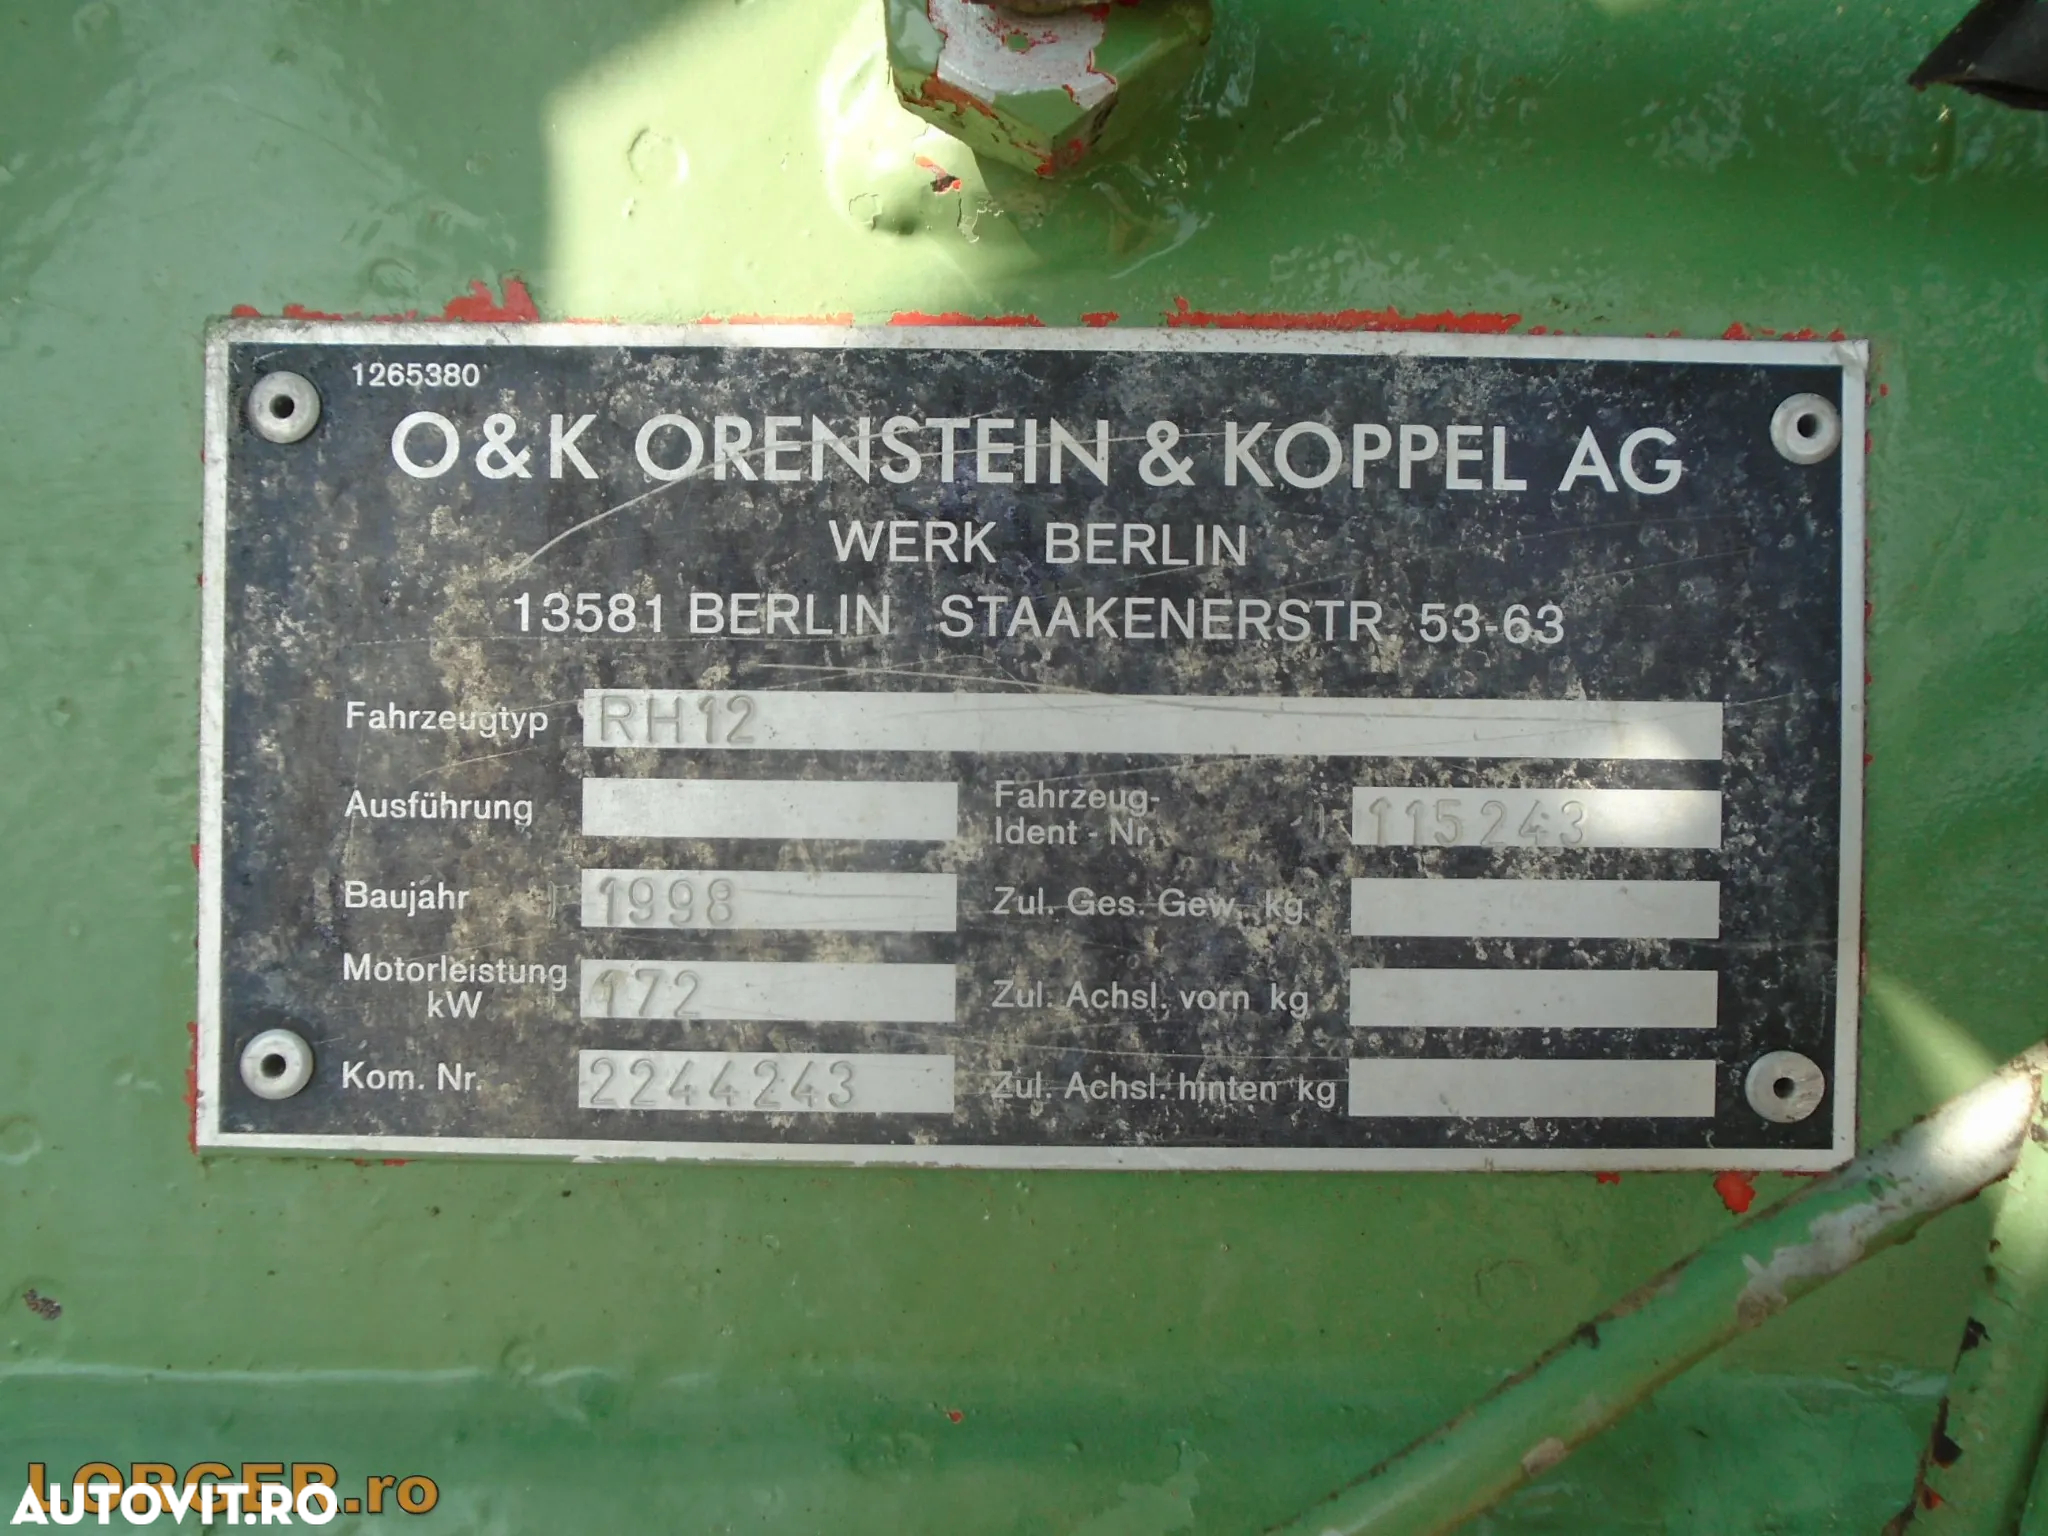 1265380
O&K ORENSTEIN & KOPPEL AG
WERK BERLIN
13581 BERLIN STAAKENERSTR 53-63
Fahrzeugtyp RH12
Ausführung
Fahrzeug-
Ident - Nr. 115243
Baujahr 1998
Zul. Ges. Gew. kg
Motorleistung
kW 172
Zul. Achsl. vorn kg
Kom. Nr. 2244243
Zul. Achsl. hinten kg
LORGER.ro
AUTOVIT.RO